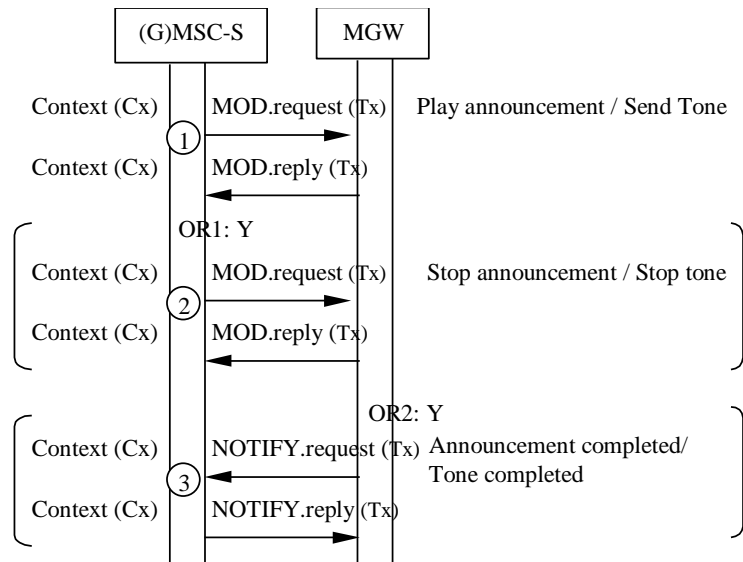 (G)MSC-S MGW
Context (Cx) MOD.request (Tx) Play announcement / Send Tone
1
Context (Cx) MOD.reply (Tx)
OR1: Y
Context (Cx) MOD.request (Tx) Stop announcement / Stop tone
2
Context (Cx) MOD.reply (Tx)
OR2: Y
Context (Cx) NOTIFY.request (Tx) Announcement completed/
3 Tone completed
Context (Cx) NOTIFY.reply (Tx)